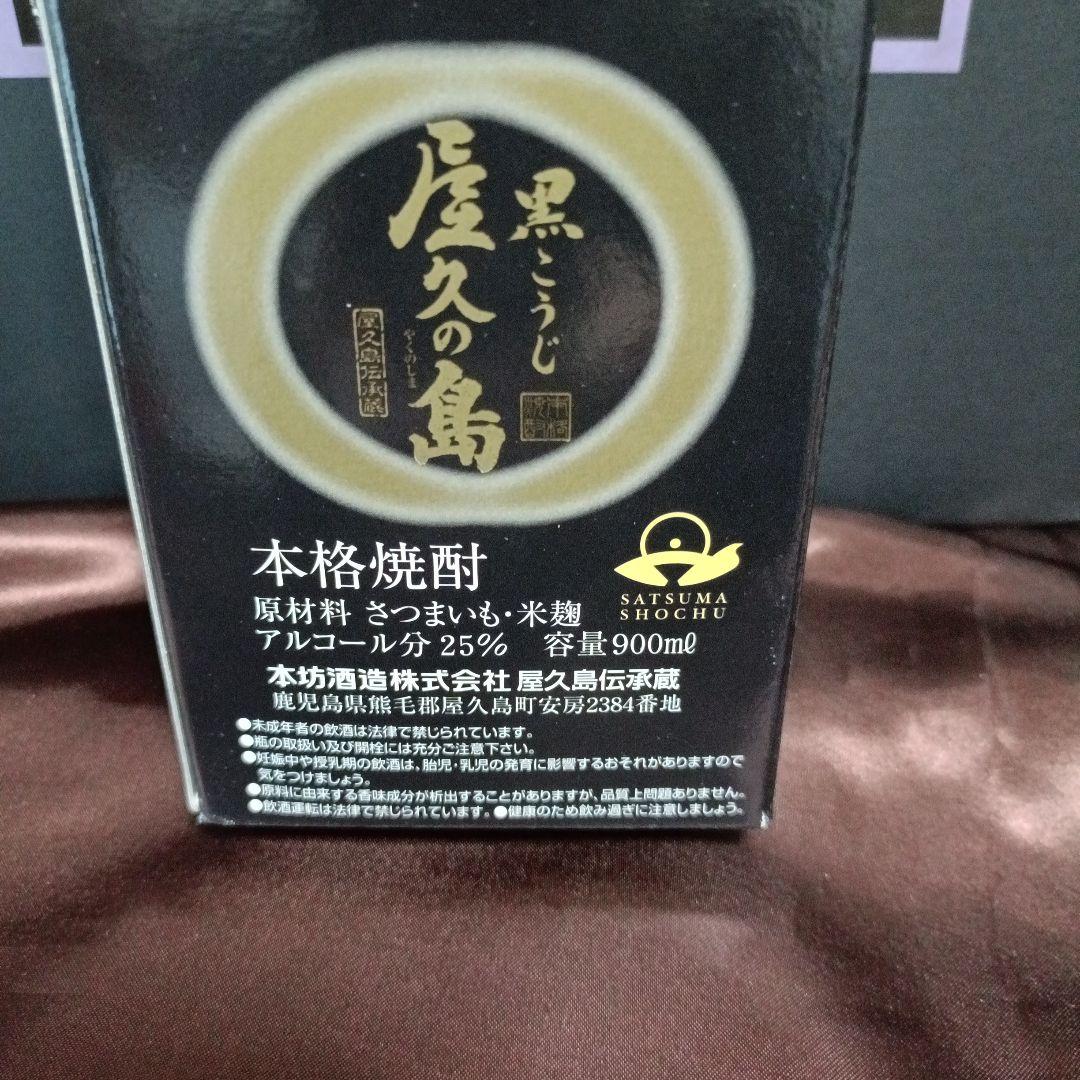 黒こうじ
本格焼酎
屋久の島
やくのしま
屋久島伝承蔵
SATSUMA
SHOCHU
本格焼酎
原材料 さつまいも・米麹
アルコール分 25% 容量 900ml
本坊酒造株式会社 屋久島伝承蔵
鹿児島県熊毛郡屋久島町安房2384番地
●未成年者の飲酒は法律で禁じられています。
●瓶の取扱い及び開栓には充分ご注意下さい。
●妊娠中や授乳期の飲酒は、胎児・乳児の発育に影響するおそれがありますので
気をつけましょう。
●原料に由来する香味成分が析出することがありますが、品質上問題ありません。
●飲酒運転は法律で禁じられています。●健康のため飲み過ぎに注意しましょう。